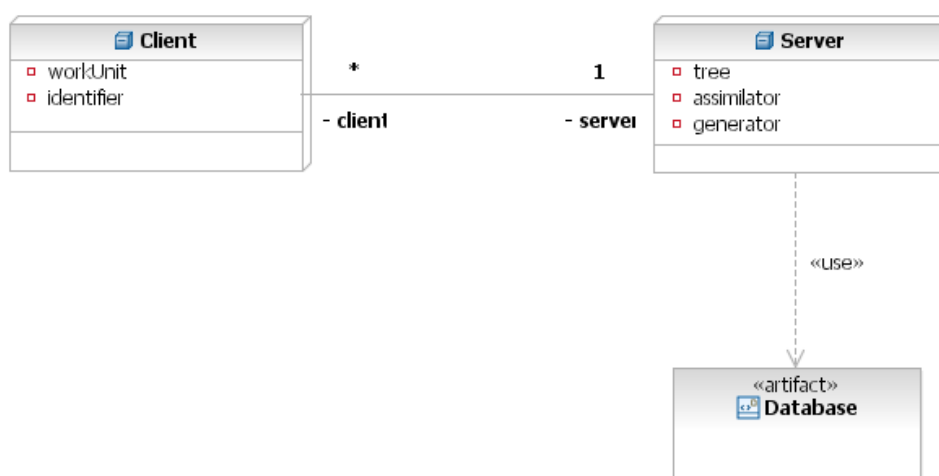 Client
workUnit
identifier
*
1
- client
- server
Server
tree
assimilator
generator
«use»
«artifact»
Database